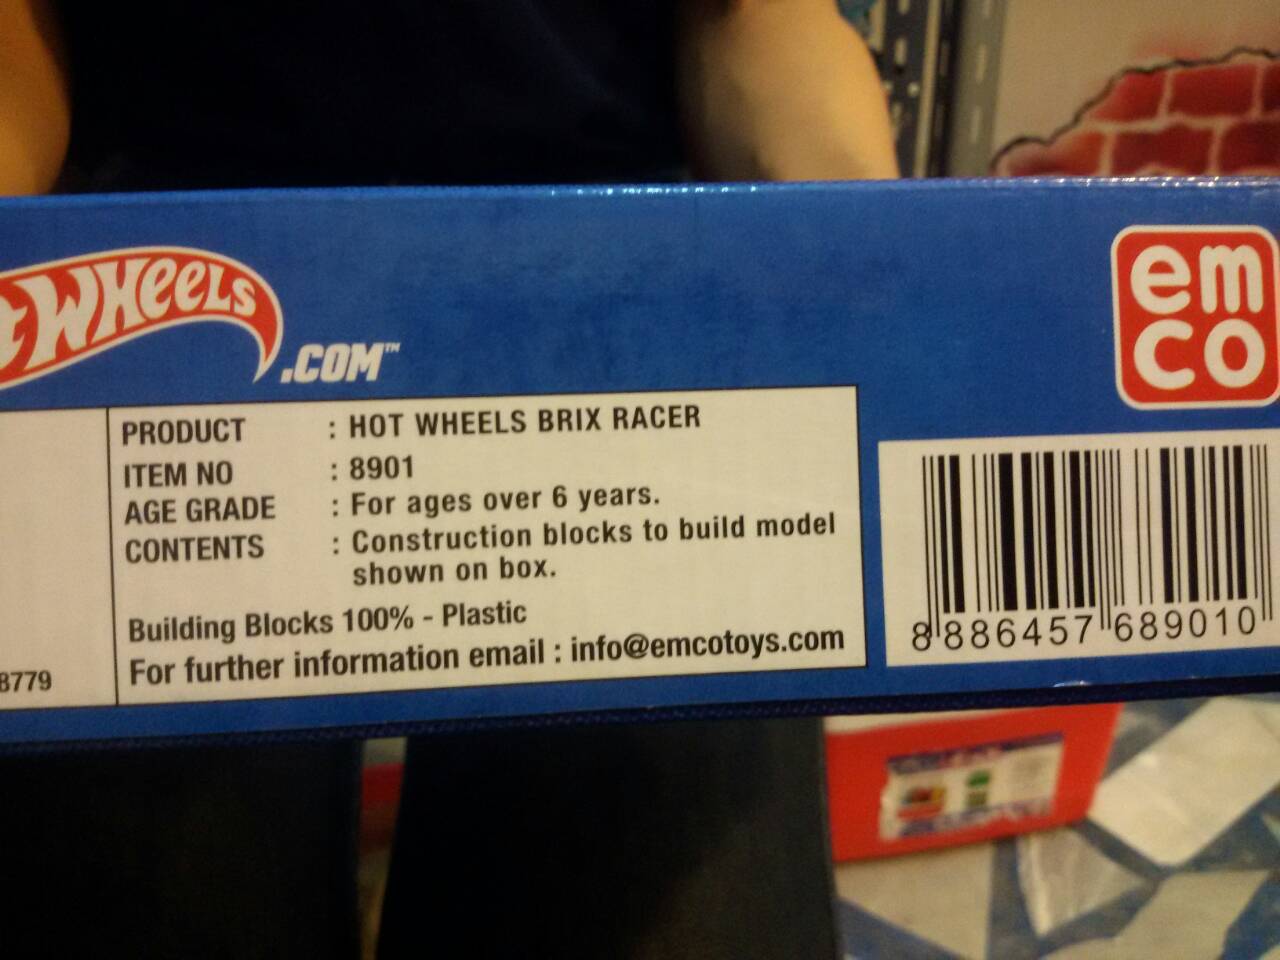 WHEELS
.COM™
em
co
PRODUCT : HOT WHEELS BRIX RACER
ITEM NO : 8901
AGE GRADE : For ages over 6 years.
CONTENTS : Construction blocks to build model
shown on box.
Building Blocks 100% - Plastic
For further information email : info@emcotoys.com
8779
8 886457 689010